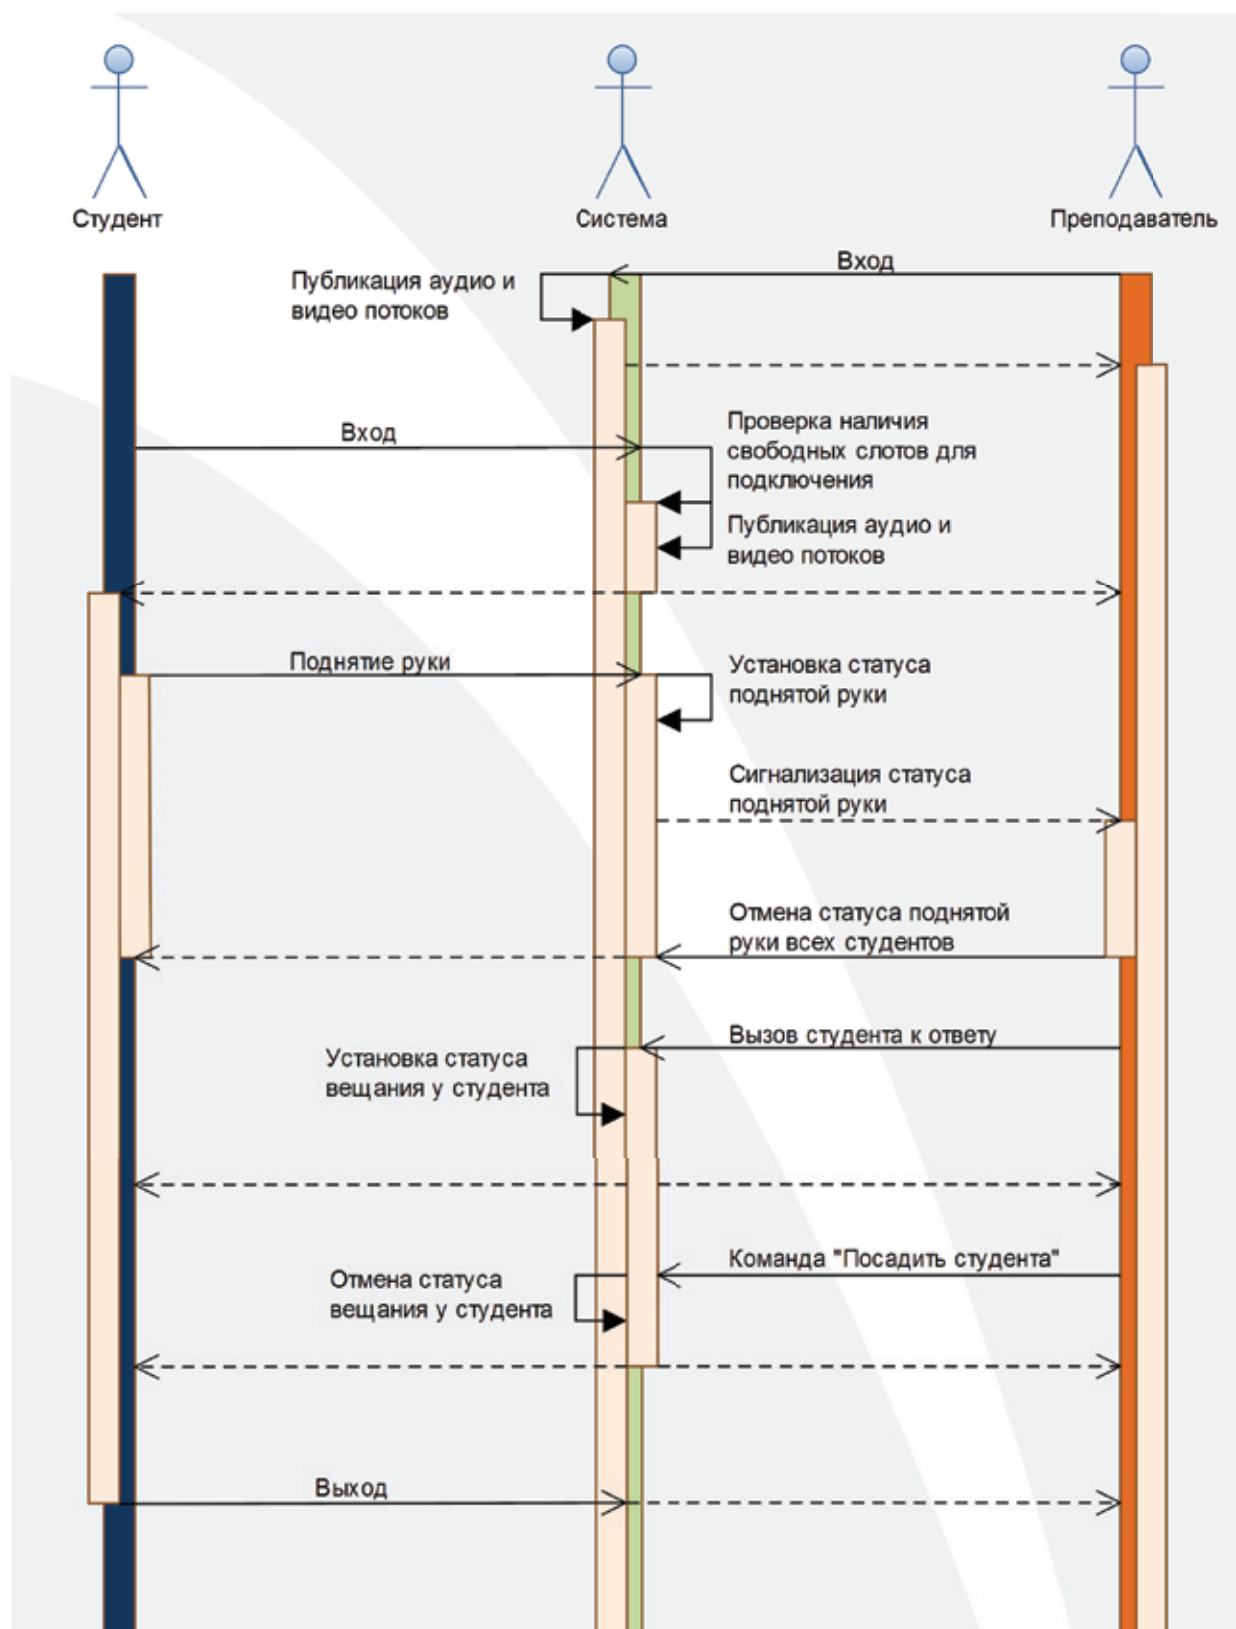 Студент
Система
Преподаватель
Вход
Публикация аудио и
видео потоков
Вход
Проверка наличия
свободных слотов для
подключения
Публикация аудио и
видео потоков
Поднятие руки
Установка статуса
поднятой руки
Сигнализация статуса
поднятой руки
Отмена статуса поднятой
руки всех студентов
Вызов студента к ответу
Установка статуса
вещания у студента
Команда "Посадить студента"
Отмена статуса
вещания у студента
Выход